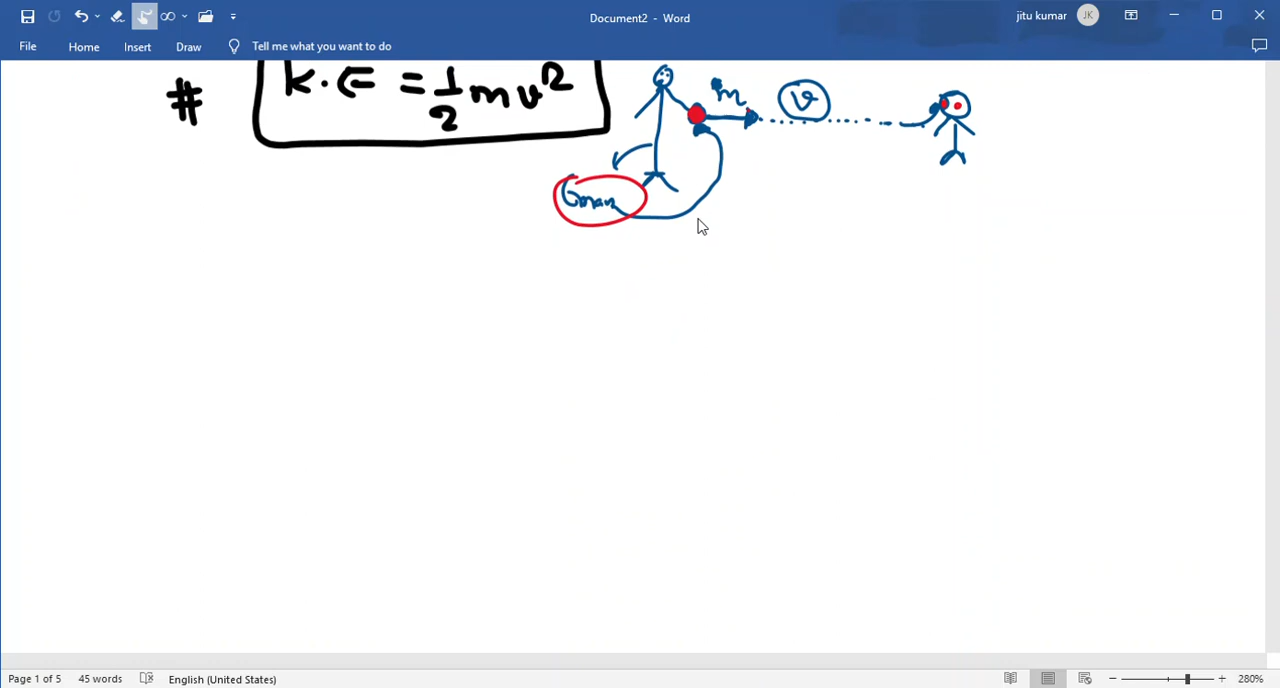 Document2 - Word
jitu kumar
JK
File Home Insert Draw Tell me what you want to do
# K.E = 1/2 mv²
m
v
Page 1 of 5 45 words English (United States) 280%